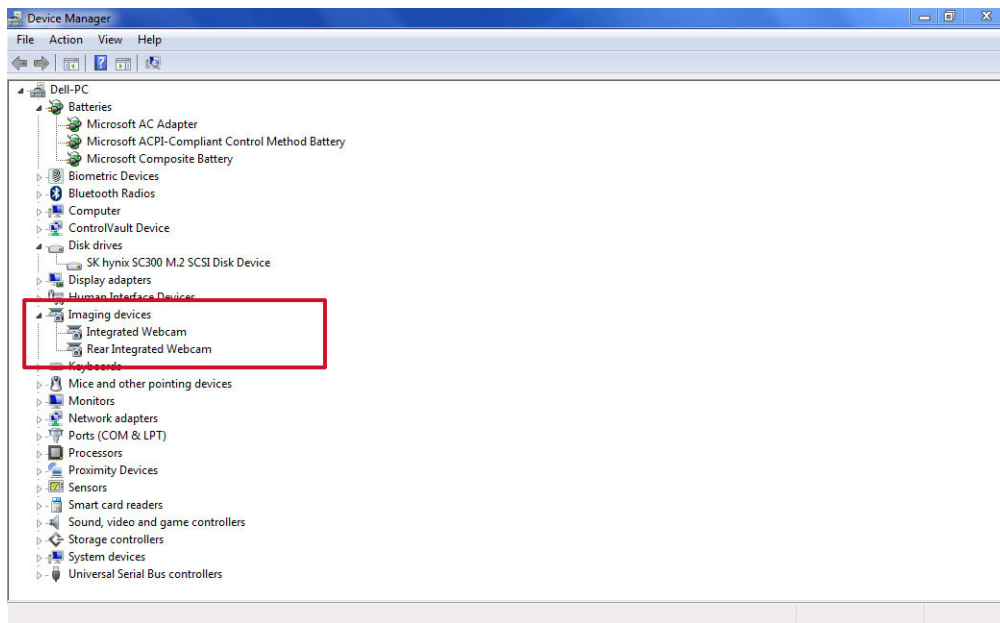 Device Manager
File Action View Help
Dell-PC
Batteries
Microsoft AC Adapter
Microsoft ACPI-Compliant Control Method Battery
Microsoft Composite Battery
Biometric Devices
Bluetooth Radios
Computer
ControlVault Device
Disk drives
SK hynix SC300 M.2 SCSI Disk Device
Display adapters
Human Interface Devices
Imaging devices
Integrated Webcam
Rear Integrated Webcam
Keyboards
Mice and other pointing devices
Monitors
Network adapters
Ports (COM & LPT)
Processors
Proximity Devices
Sensors
Smart card readers
Sound, video and game controllers
Storage controllers
System devices
Universal Serial Bus controllers